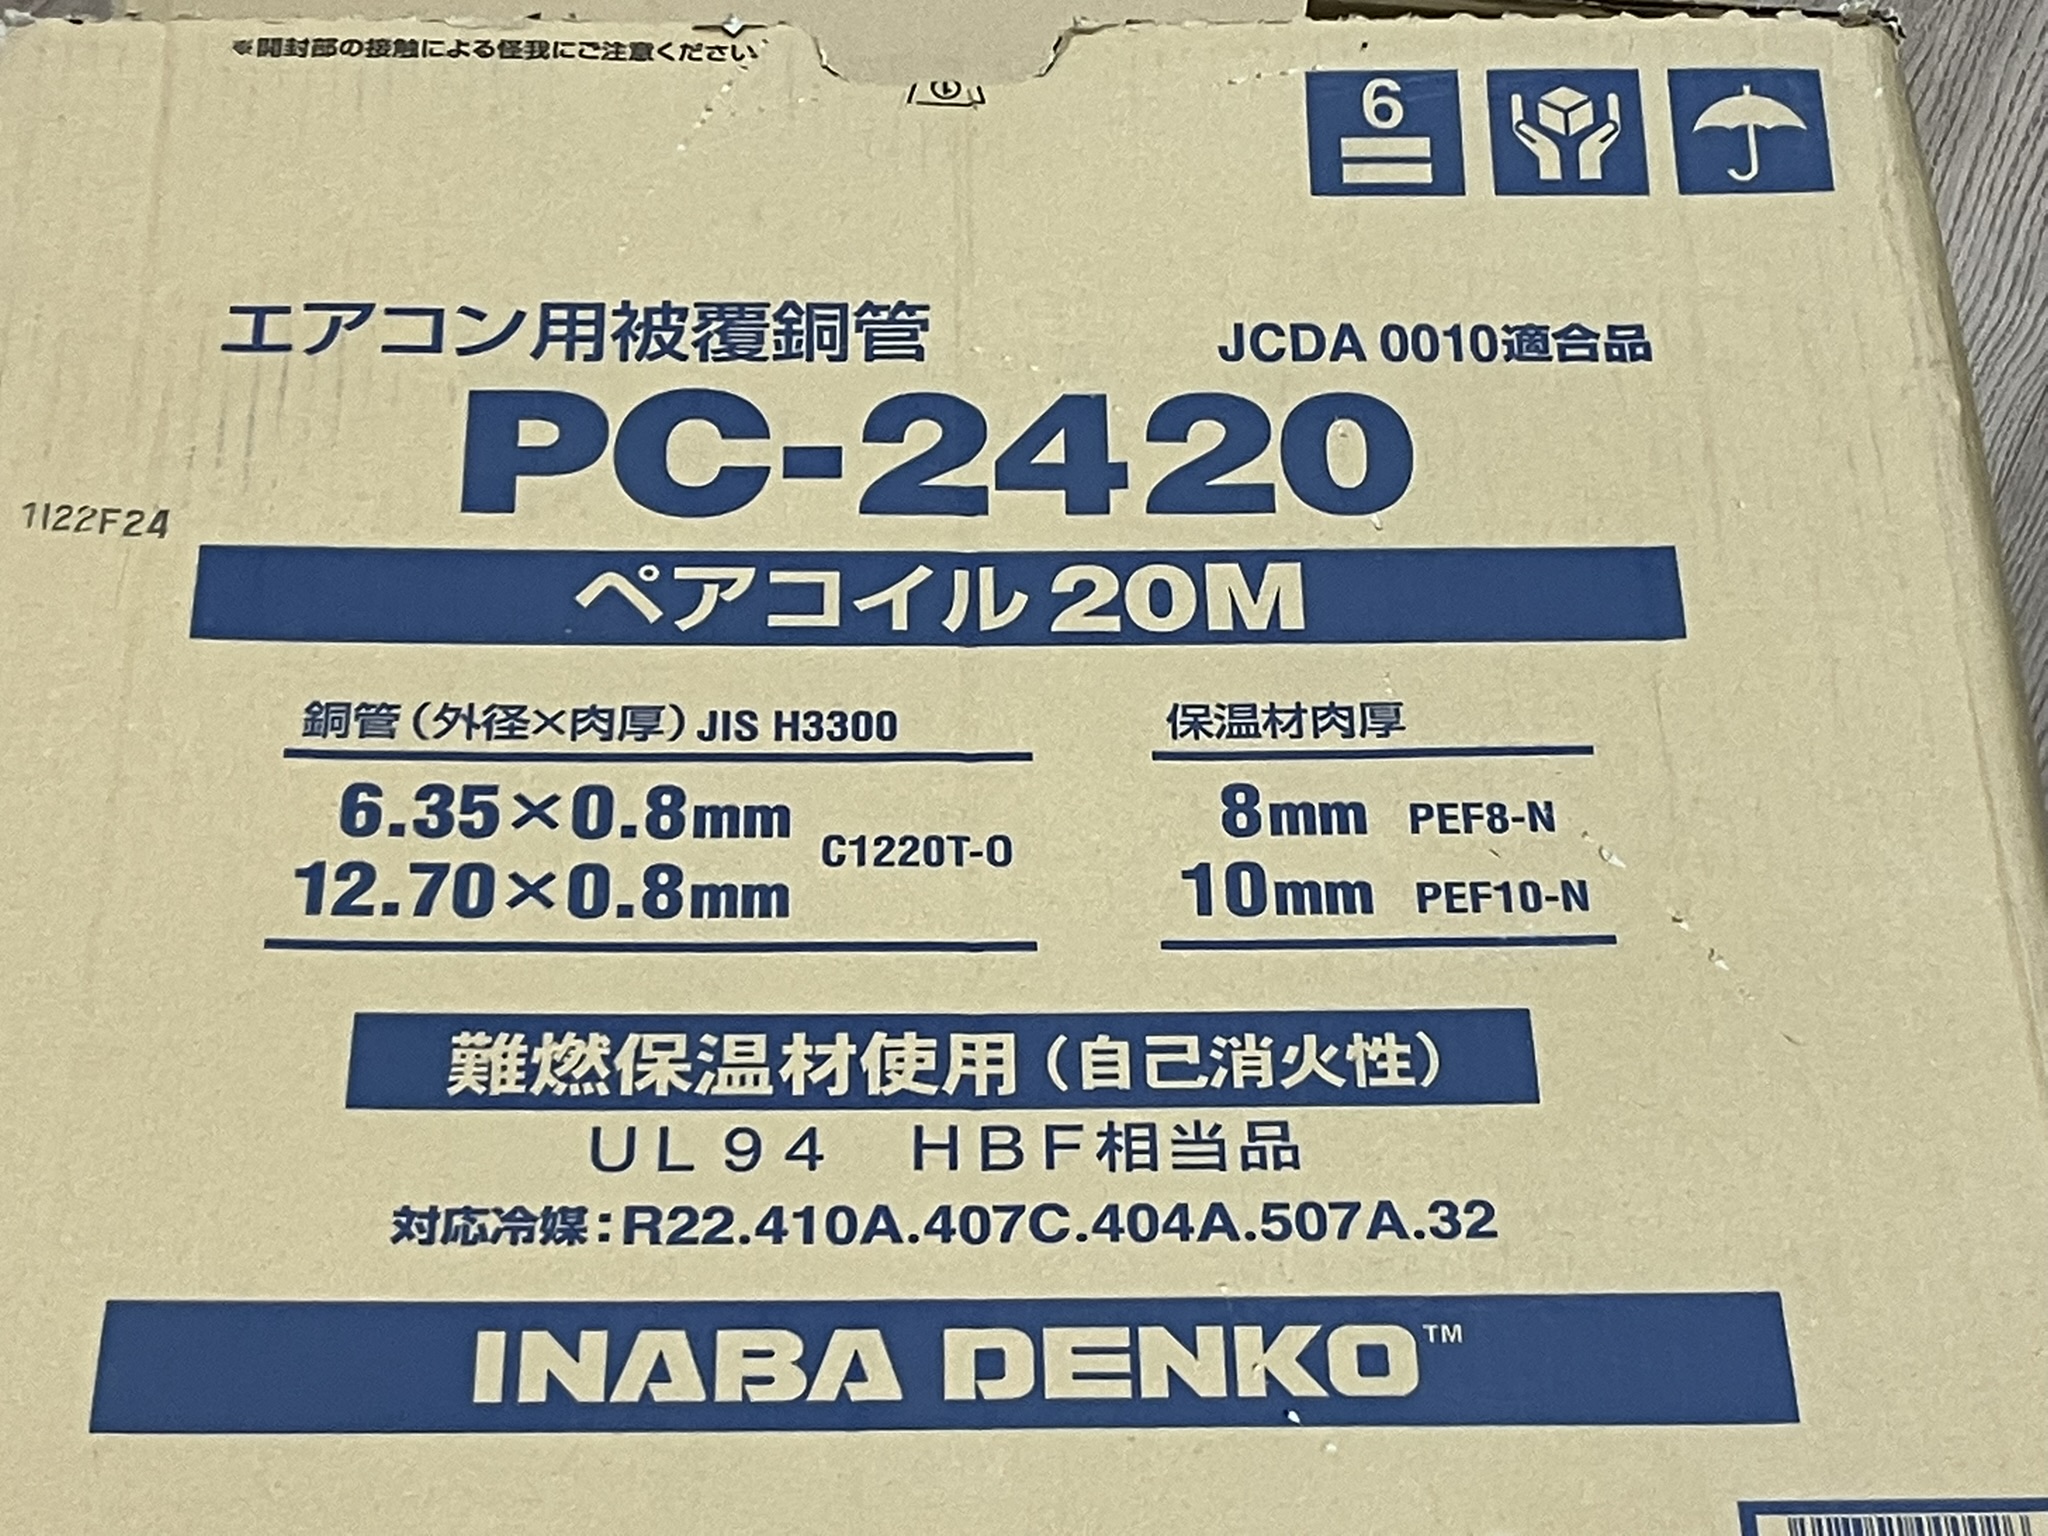 ※開封部の接触による怪我にご注意ください
6
エアコン用被覆銅管
JCDA 0010適合品
PC-2420
1I22F24
ペアコイル 20M
銅管(外径×肉厚) JIS H3300
保温材肉厚
6.35×0.8mm
8mm PEF8-N
C1220T-O
12.70×0.8mm
10mm PEF10-N
難燃保温材使用(自己消火性)
UL94 HBF相当品
対応冷媒:R22.410A.407C.404A.507A.32
INABA DENKO™